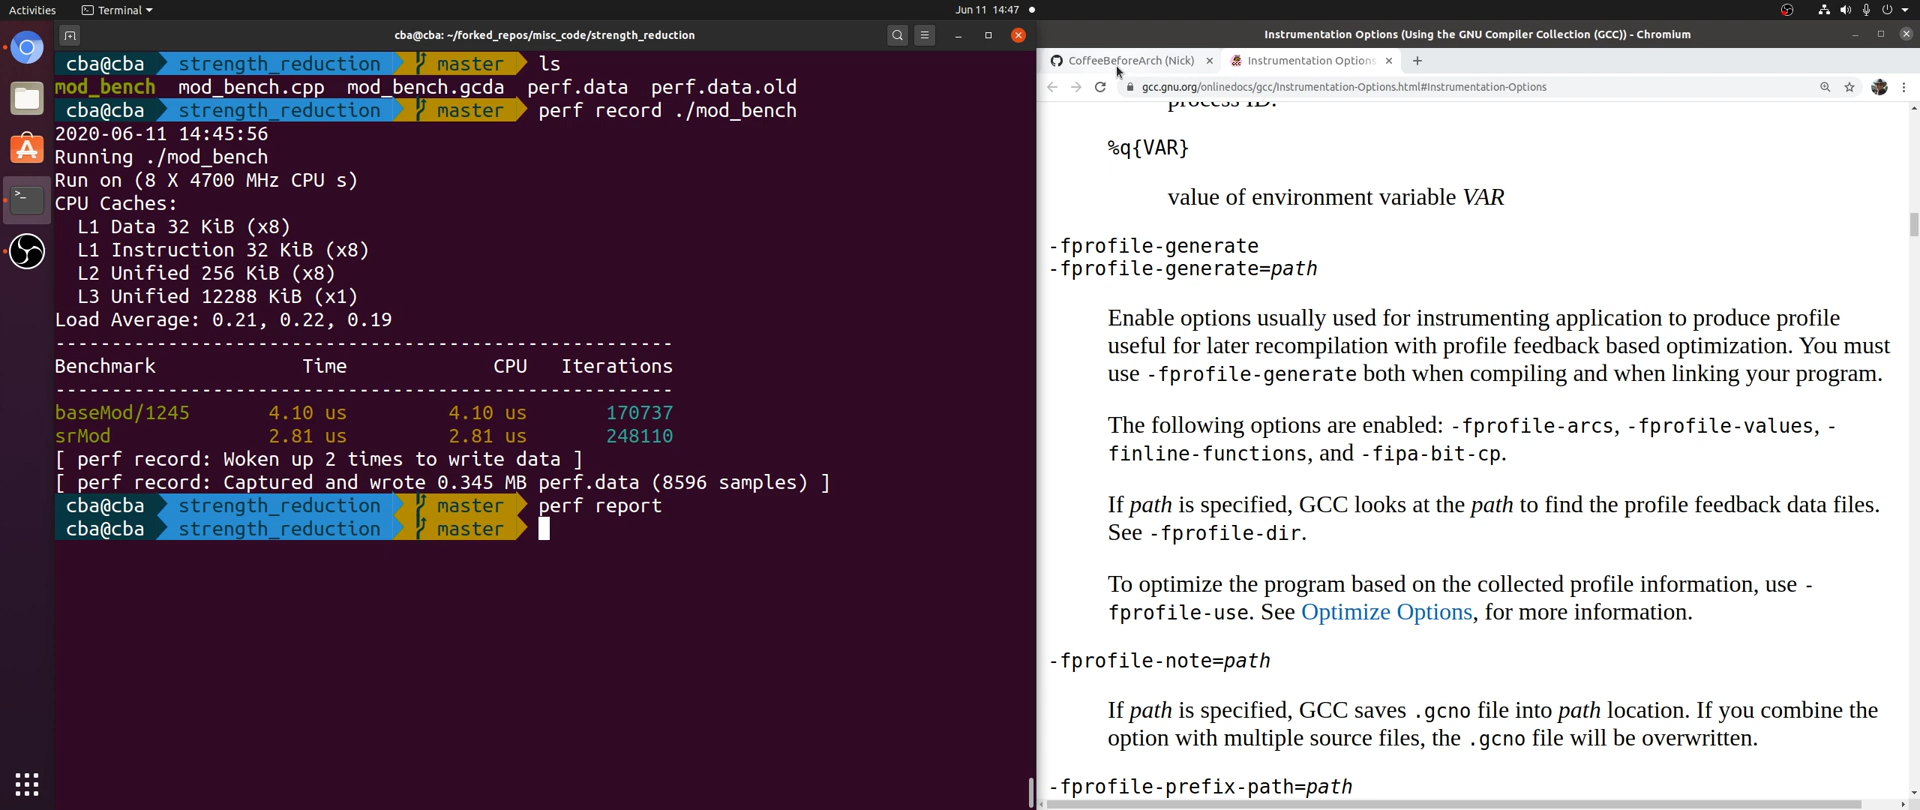 Activities
Terminal
Jun 11 14:47
cba@cba: ~/forked_repos/misc_code/strength_reduction
cba@cba strength_reduction master ls
mod_bench mod_bench.cpp mod_bench.gcda perf.data perf.data.old
cba@cba strength_reduction master perf record ./mod_bench
2020-06-11 14:45:56
Running ./mod_bench
Run on (8 X 4700 MHz CPU s)
CPU Caches:
L1 Data 32 KiB (x8)
L1 Instruction 32 KiB (x8)
L2 Unified 256 KiB (x8)
L3 Unified 12288 KiB (x1)
Load Average: 0.21, 0.22, 0.19
-------------------------------------------------------
Benchmark Time CPU Iterations
-------------------------------------------------------
baseMod/1245 4.10 us 4.10 us 170737
srMod 2.81 us 2.81 us 248110
[ perf record: Woken up 2 times to write data ]
[ perf record: Captured and wrote 0.345 MB perf.data (8596 samples) ]
cba@cba strength_reduction master perf report
cba@cba strength_reduction master
Instrumentation Options (Using the GNU Compiler Collection (GCC)) - Chromium
CoffeeBeforeArch (Nick)
Instrumentation Options
gcc.gnu.org/onlinedocs/gcc/Instrumentation-Options.html#Instrumentation-Options
process ID.
%q{VAR}
value of environment variable VAR
-fprofile-generate
-fprofile-generate=path
Enable options usually used for instrumenting application to produce profile
useful for later recompilation with profile feedback based optimization. You must
use -fprofile-generate both when compiling and when linking your program.
The following options are enabled: -fprofile-arcs, -fprofile-values, -
finline-functions, and -fipa-bit-cp.
If path is specified, GCC looks at the path to find the profile feedback data files.
See -fprofile-dir.
To optimize the program based on the collected profile information, use -
fprofile-use. See Optimize Options, for more information.
-fprofile-note=path
If path is specified, GCC saves .gcno file into path location. If you combine the
option with multiple source files, the .gcno file will be overwritten.
-fprofile-prefix-path=path